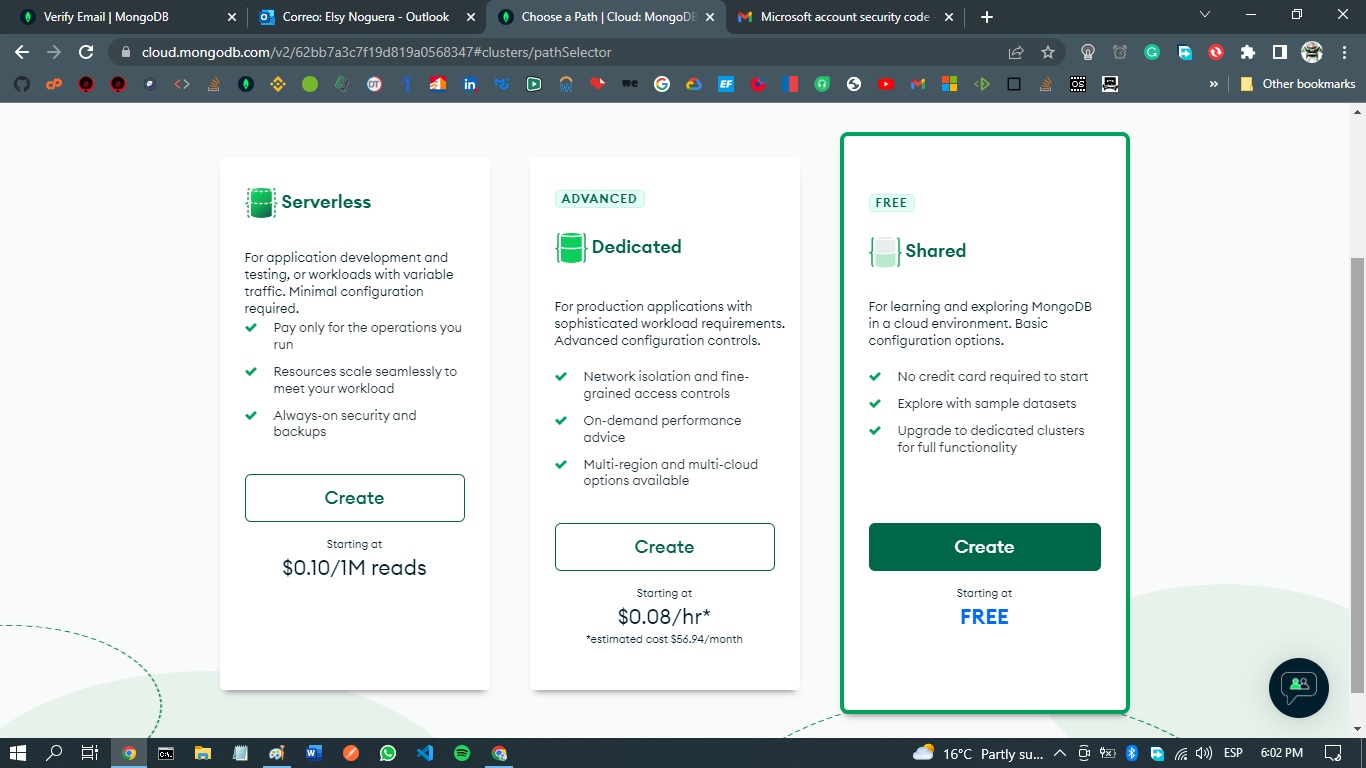 Verify Email | MongoDB
Correo: Elsy Noguera - Outlook
Choose a Path | Cloud: MongoDB
Microsoft account security code -
cloud.mongodb.com/v2/62bb7a3c7f19d819a0568347#clusters/pathSelector
Other bookmarks
Serverless
For application development and
testing, or workloads with variable
traffic. Minimal configuration
required.
Pay only for the operations you
run
Resources scale seamlessly to
meet your workload
Always-on security and
backups
Create
Starting at
$0.10/1M reads
ADVANCED
Dedicated
For production applications with
sophisticated workload requirements.
Advanced configuration controls.
Network isolation and fine-
grained access controls
On-demand performance
advice
Multi-region and multi-cloud
options available
Create
Starting at
$0.08/hr*
*estimated cost $56.94/month
FREE
Shared
For learning and exploring MongoDB
in a cloud environment. Basic
configuration options.
No credit card required to start
Explore with sample datasets
Upgrade to dedicated clusters
for full functionality
Create
Starting at
FREE
16°C Partly su...
ESP
6:02 PM